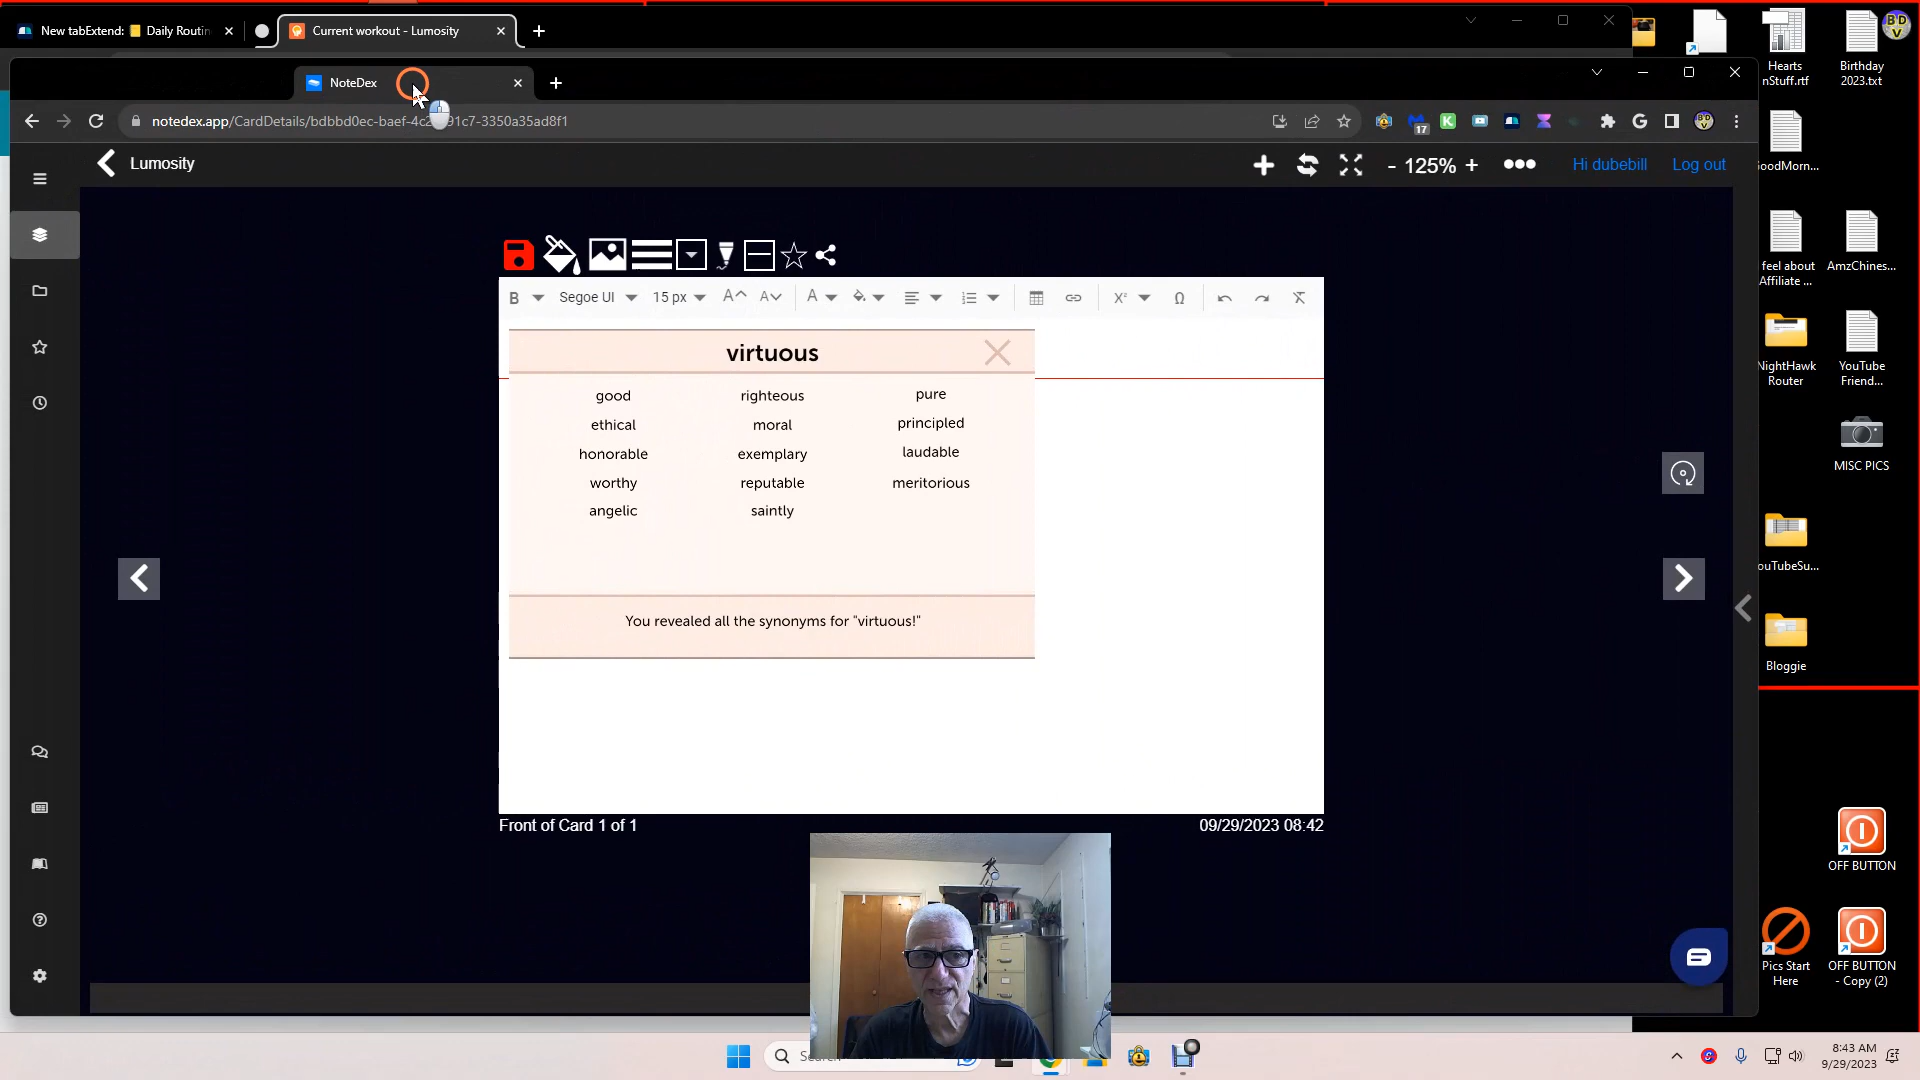 New tabExtend: Daily Routin
Current workout - Lumosity
NoteDex
notedex.app/CardDetails/bdbbd0ec-baef-4c2
91c7-3350a35ad8f1
17
Lumosity
- 125% +
Hi dubebill
Log out
B
Segoe UI
15 px
virtuous
good
righteous
pure
ethical
moral
principled
honorable
exemplary
laudable
worthy
reputable
meritorious
angelic
saintly
You revealed all the synonyms for "virtuous!"
Front of Card 1 of 1
09/29/2023 08:42
BDV
Hearts
nStuff.rtf
Birthday
2023.txt
GoodMorn...
feel about
Affiliate ...
AmzChines...
NightHawk
Router
YouTube
Friend...
MISC PICS
ouTubeSu...
Bloggie
OFF BUTTON
Pics Start
Here
OFF BUTTON
- Copy (2)
8:43 AM
9/29/2023